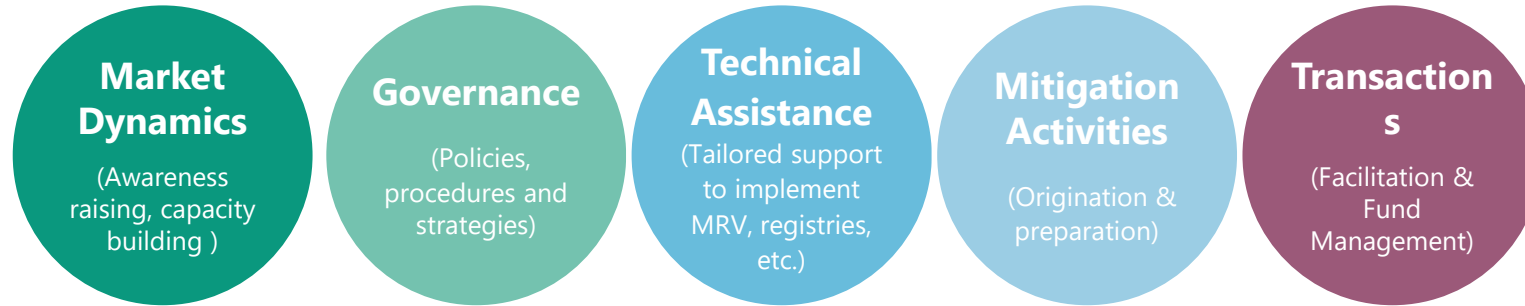 Market
Dynamics
(Awareness
raising, capacity
building )
Governance
(Policies,
procedures and
strategies)
Technical
Assistance
(Tailored support
to implement
MRV, registries,
etc.)
Mitigation
Activities
(Origination &
preparation)
Transaction
s
(Facilitation &
Fund
Management)